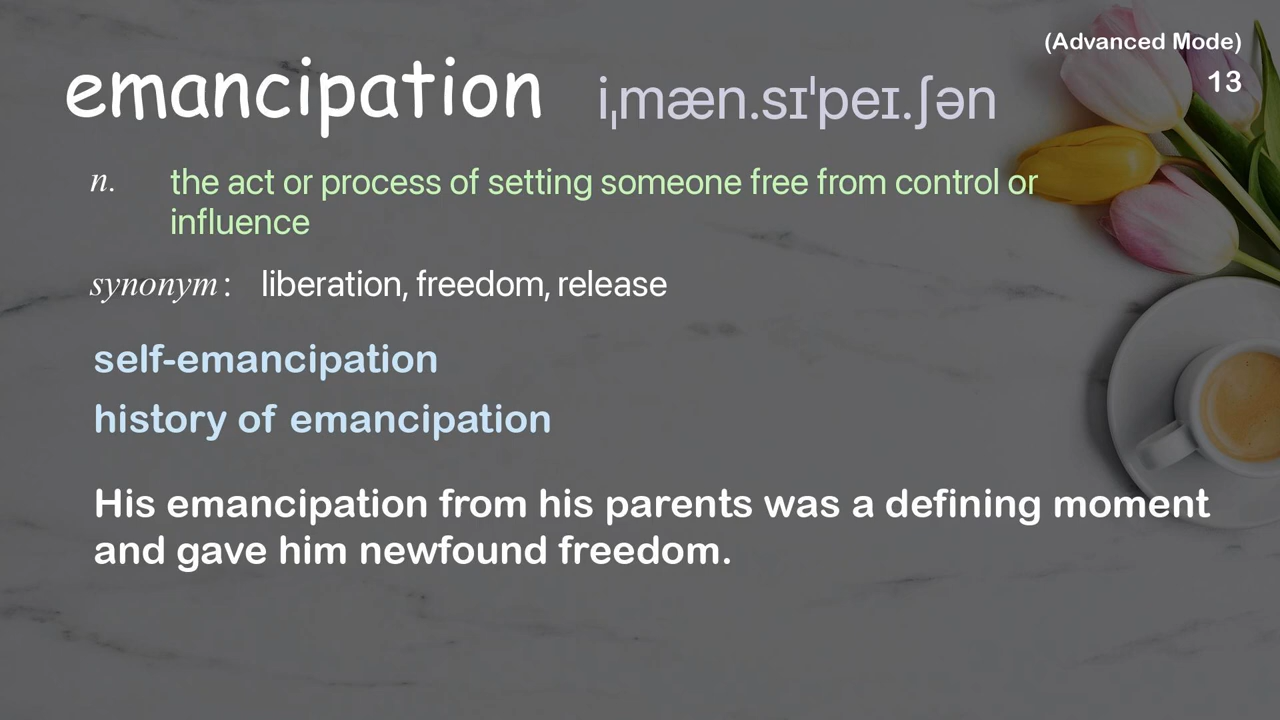 (Advanced Mode)
13
emancipation iˌmæn.sɪˈpeɪ.ʃən
n. the act or process of setting someone free from control or
influence
synonym: liberation, freedom, release
self-emancipation
history of emancipation
His emancipation from his parents was a defining moment
and gave him newfound freedom.